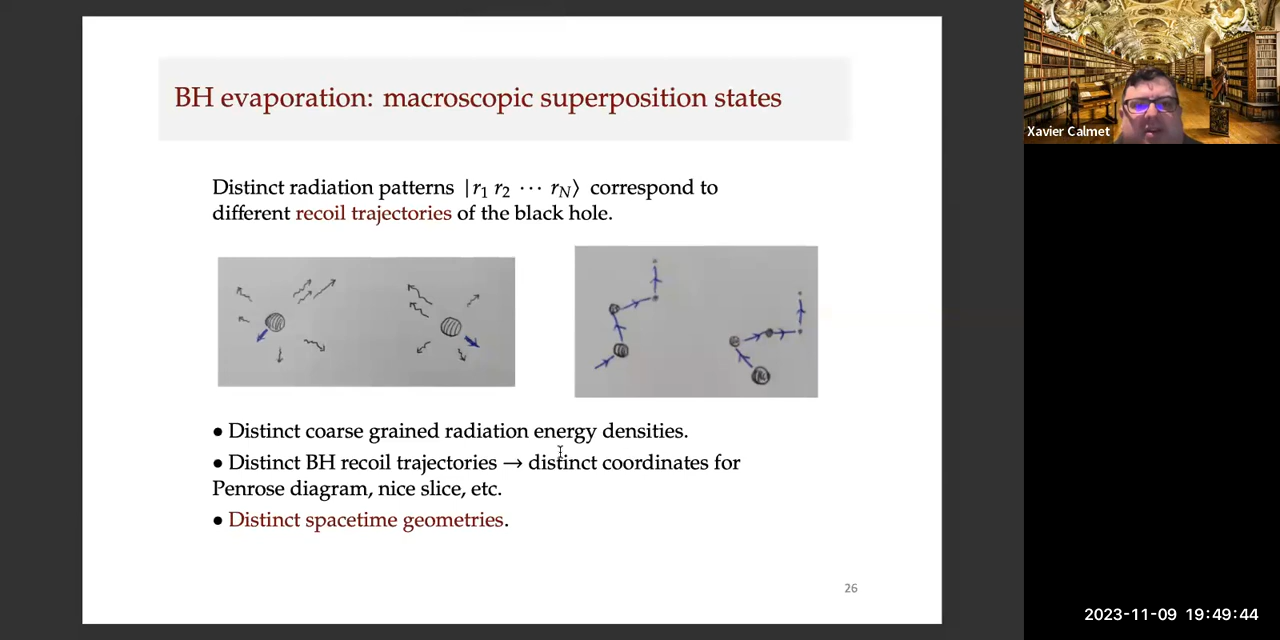 BH evaporation: macroscopic superposition states
Distinct radiation patterns |r₁ r₂ ⋯ r_N⟩ correspond to
different recoil trajectories of the black hole.
● Distinct coarse grained radiation energy densities.
● Distinct BH recoil trajectories → distinct coordinates for
Penrose diagram, nice slice, etc.
● Distinct spacetime geometries.
26
Xavier Calmet
2023-11-09 19:49:44